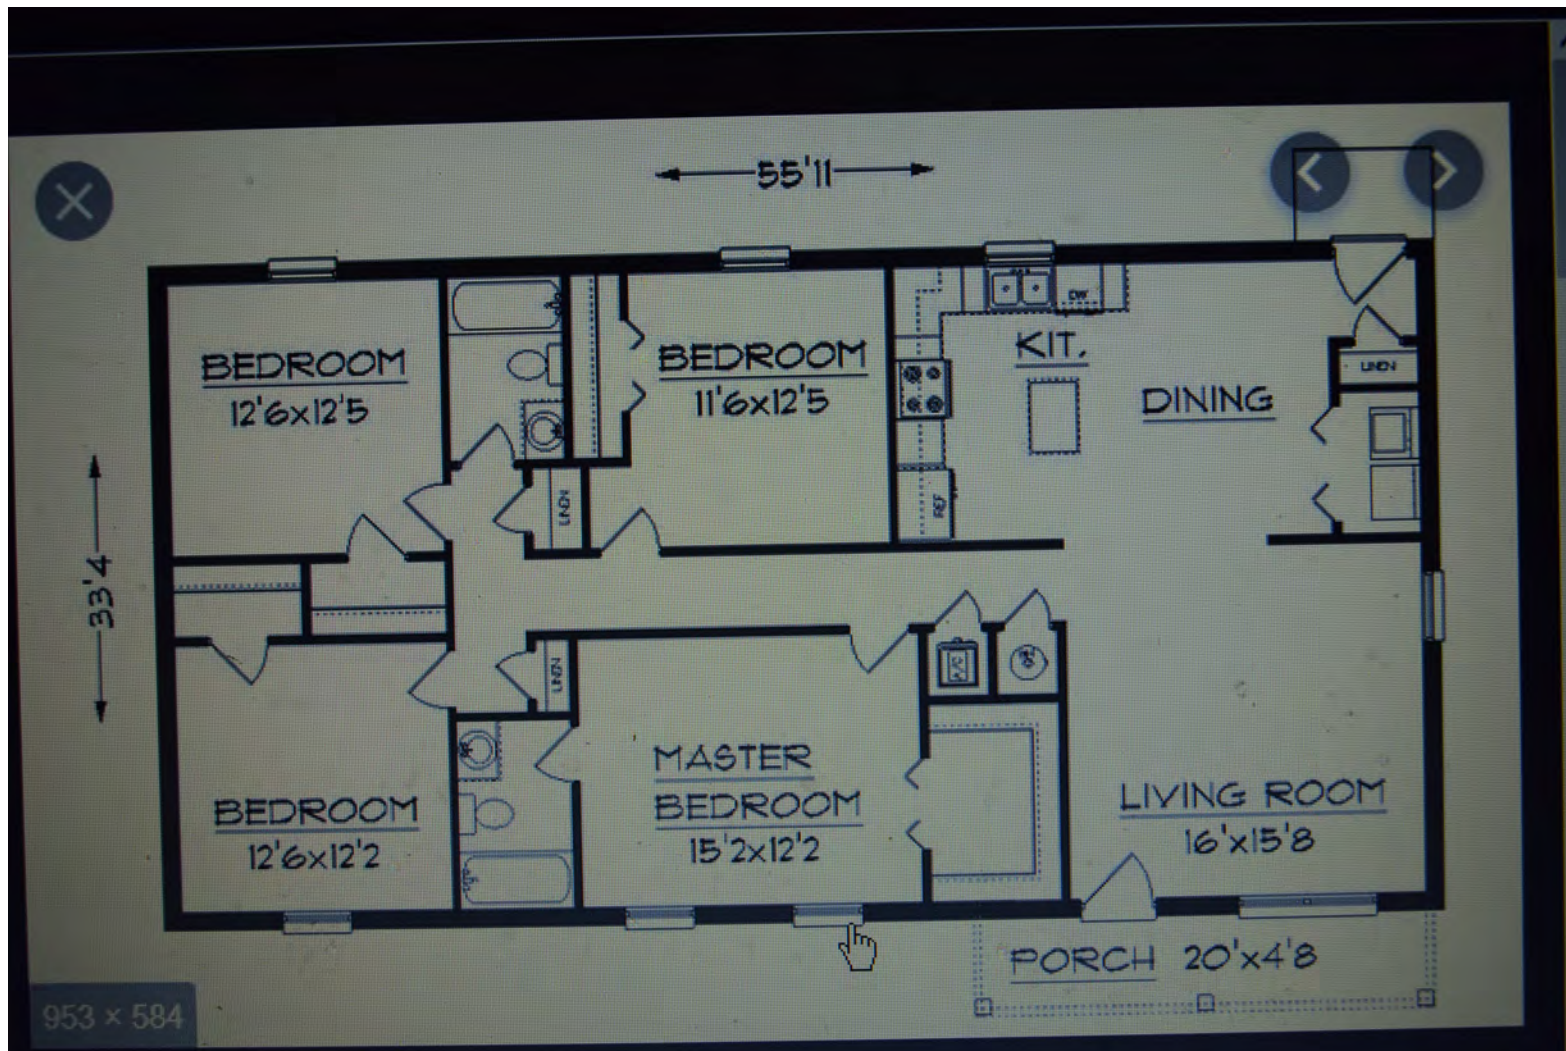 55'11
BEDROOM
12'6x12'5
BEDROOM
11'6x12'5
KIT.
DW
DINING
LINEN
REF
LINEN
33'4
A/C
LINEN
MASTER
BEDROOM
15'2x12'2
BEDROOM
12'6x12'2
LIVING ROOM
16'x15'8
PORCH 20'x4'8
953 × 584